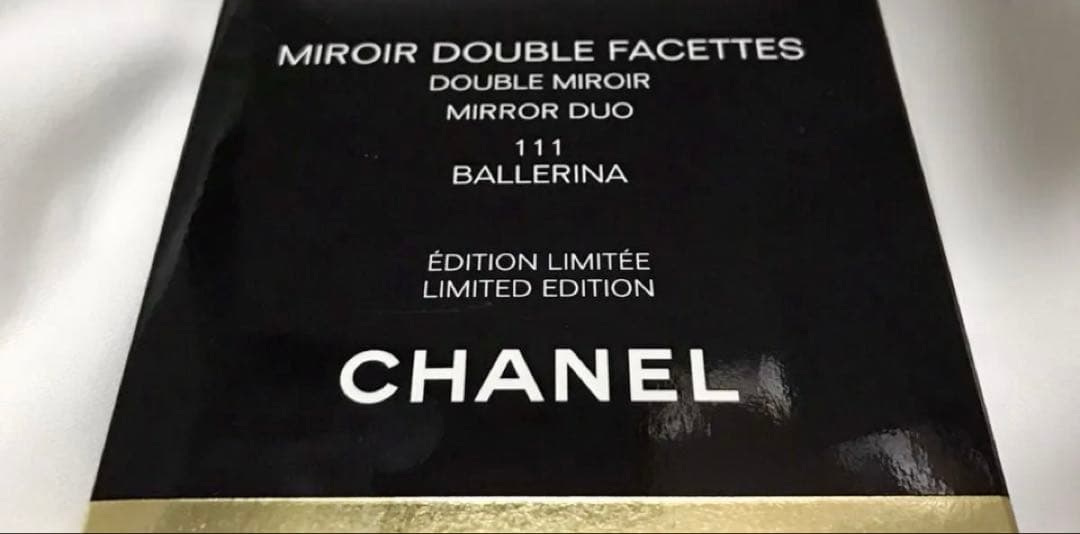 MIROIR DOUBLE FACETTES
DOUBLE MIROIR
MIRROR DUO
111
BALLERINA
ÉDITION LIMITÉE
LIMITED EDITION
CHANEL